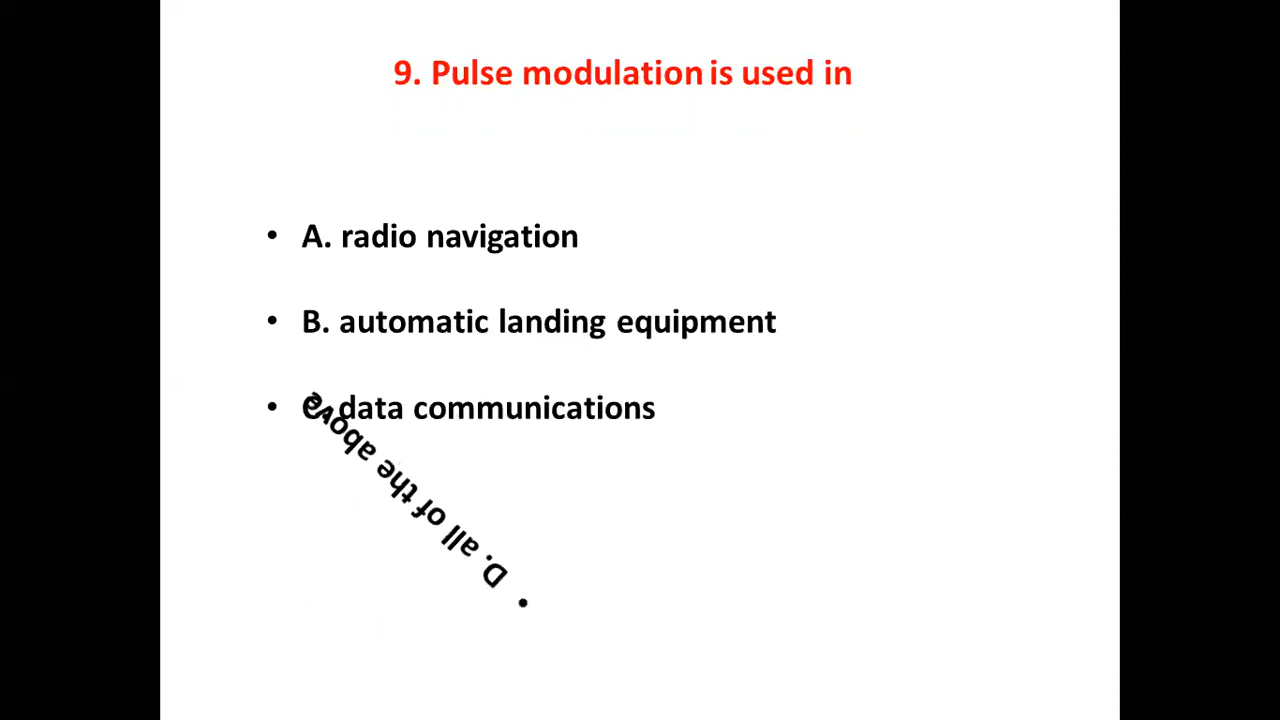 9. Pulse modulation is used in
• A. radio navigation
• B. automatic landing equipment
• C. data communications
• D. all of the above